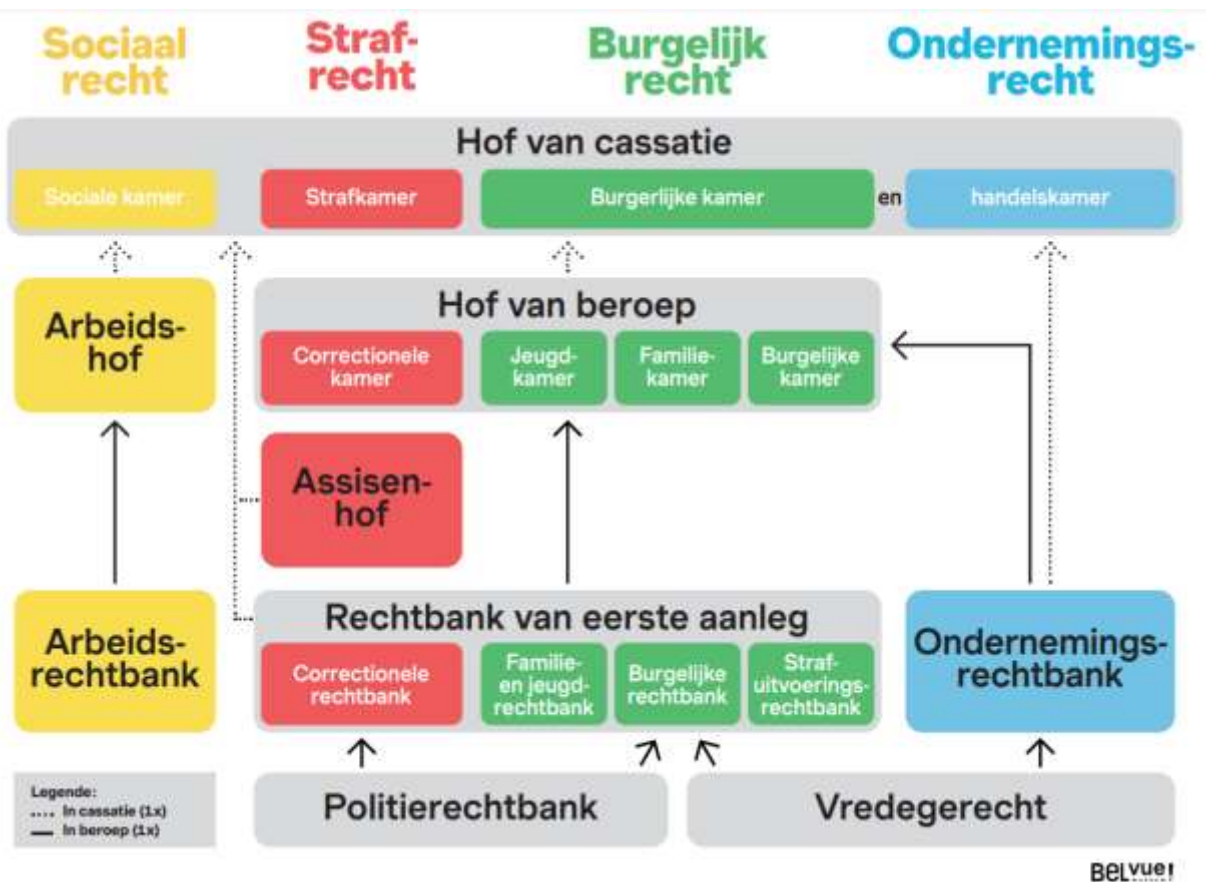 Sociaal
recht
Straf-
recht
Burgelijk
recht
Ondernemings-
recht
Hof van cassatie
Sociale kamer
Strafkamer
Burgerlijke kamer
en
handelskamer
Arbeids-
hof
Hof van beroep
Correctionele
kamer
Jeugd-
kamer
Familie-
kamer
Burgelijke
kamer
Assisen-
hof
Arbeids-
rechtbank
Rechtbank van eerste aanleg
Correctionele
rechtbank
Familie-
en jeugd-
rechtbank
Burgelijke
rechtbank
Straf-
uitvoerings-
rechtbank
Ondernemings-
rechtbank
Legende:
In cassatie (1x)
In beroep (1x)
Politierechtbank
Vredegerecht
BELvue!